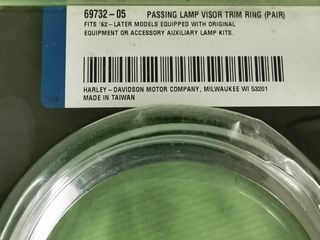 69732-05 PASSING LAMP VISOR TRIM RING (PAIR)
FITS '62-LATER MODELS EQUIPPED WITH ORIGINAL
EQUIPMENT OR ACCESSORY AUXILIARY LAMP KITS.
HARLEY-DAVIDSON MOTOR COMPANY, MILWAUKEE WI 53201
MADE IN TAIWAN